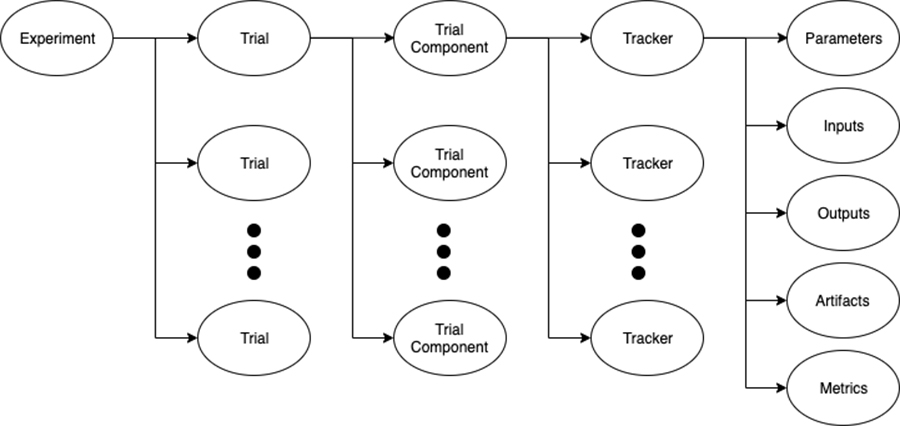 Experiment
Trial
Trial
Component
Tracker
Parameters
Inputs
Trial
Trial
Component
Tracker
Outputs
Artifacts
Trial
Trial
Component
Tracker
Metrics